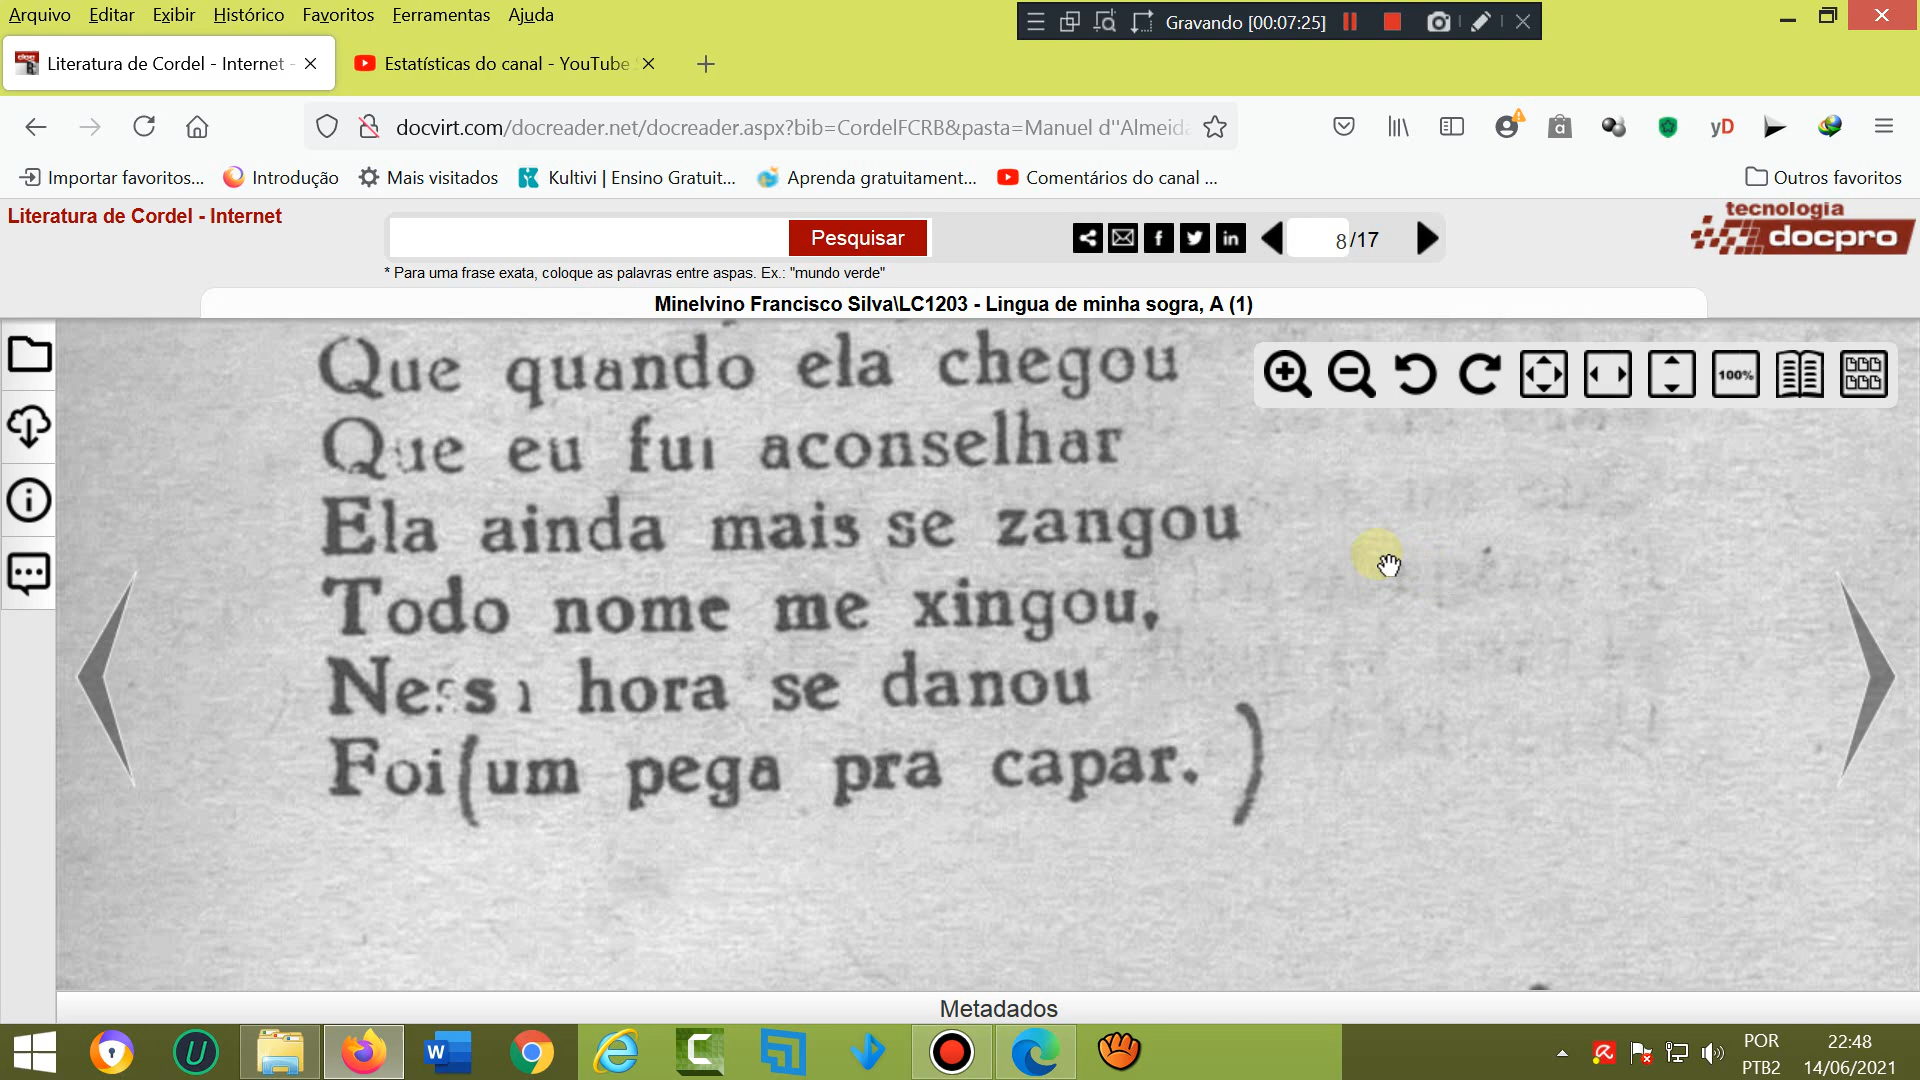 Arquivo Editar Exibir Histórico Favoritos Ferramentas Ajuda
Gravando [00:07:25]
Literatura de Cordel - Internet -
Estatísticas do canal - YouTube
docvirt.com/docreader.net/docreader.aspx?bib=CordelFCRB&pasta=Manuel d''Almeida
Importar favoritos... Introdução Mais visitados Kultivi | Ensino Gratuit... Aprenda gratuitament... Comentários do canal ... Outros favoritos
Literatura de Cordel - Internet
Pesquisar
8/17
tecnologia
docpro
* Para uma frase exata, coloque as palavras entre aspas. Ex.: "mundo verde"
Minelvino Francisco Silva\LC1203 - Lingua de minha sogra, A (1)
100%
Que quando ela chegou
Que eu fui aconselhar
Ela ainda mais se zangou
Todo nome me xingou,
Nessa hora se danou
Foi (um pega pra capar. )
Metadados
POR
PTB2
22:48
14/06/2021